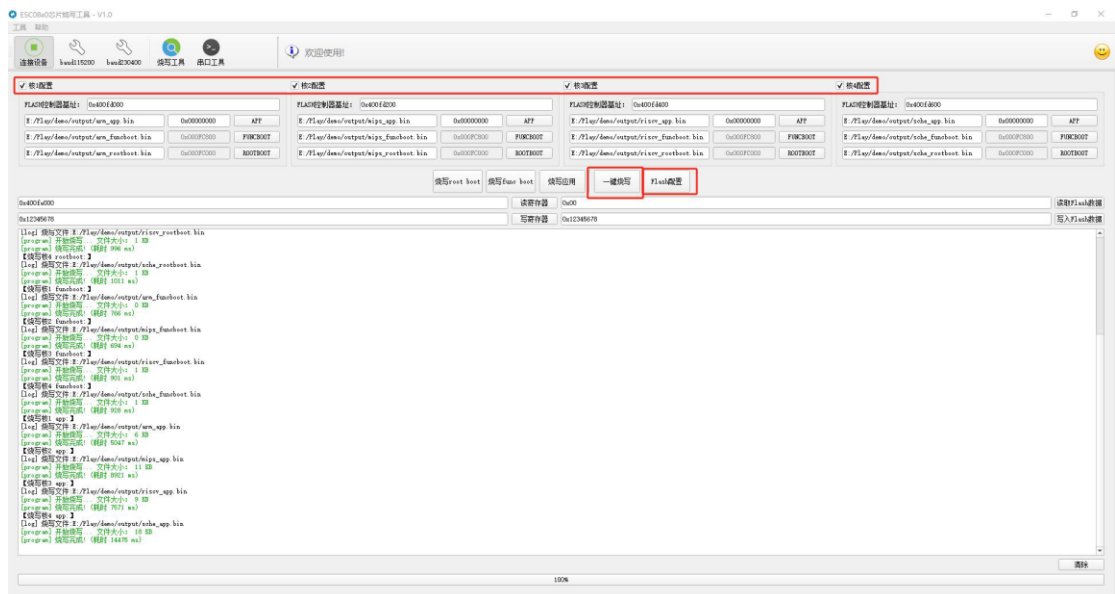 ESC08x0芯片烧写工具 - V1.0
工具 帮助
连接设备 baud115200 baud230400 烧写工具 串口工具 欢迎使用!
核1配置 核2配置 核3配置 核4配置
FLASH控制器基址: 0x400fd000 FLASH控制器基址: 0x400fd200 FLASH控制器基址: 0x400fd400 FLASH控制器基址: 0x400fd600
E:/Play/demo/output/arm_app.bin 0x00000000 APP E:/Play/demo/output/mips_app.bin 0x00000000 APP E:/Play/demo/output/riscv_app.bin 0x00000000 APP E:/Play/demo/output/sche_app.bin 0x00000000 APP
E:/Play/demo/output/arm_funcboot.bin 0x000FC800 FUNCBOOT E:/Play/demo/output/mips_funcboot.bin 0x000FC800 FUNCBOOT E:/Play/demo/output/riscv_funcboot.bin 0x000FC800 FUNCBOOT E:/Play/demo/output/sche_funcboot.bin 0x000FC800 FUNCBOOT
E:/Play/demo/output/arm_rootboot.bin 0x000FC000 ROOTBOOT E:/Play/demo/output/mips_rootboot.bin 0x000FC000 ROOTBOOT E:/Play/demo/output/riscv_rootboot.bin 0x000FC000 ROOTBOOT E:/Play/demo/output/sche_rootboot.bin 0x000FC000 ROOTBOOT
烧写root boot 烧写func boot 烧写应用 一键烧写 Flash配置
0x400fe000 读寄存器 0x00 读取Flash数据
0x12345678 写寄存器 0x12345678 写入Flash数据
[log] 烧写文件:E:/Play/demo/output/riscv_rootboot.bin
[program] 开始烧写... 文件大小: 1 KB
[program] 烧写完成! (耗时 996 ms)
【烧写核4 rootboot:】
[log] 烧写文件:E:/Play/demo/output/sche_rootboot.bin
[program] 开始烧写... 文件大小: 1 KB
[program] 烧写完成! (耗时 1011 ms)
【烧写核1 funcboot:】
[log] 烧写文件:E:/Play/demo/output/arm_funcboot.bin
[program] 开始烧写... 文件大小: 0 KB
[program] 烧写完成! (耗时 766 ms)
【烧写核2 funcboot:】
[log] 烧写文件:E:/Play/demo/output/mips_funcboot.bin
[program] 开始烧写... 文件大小: 0 KB
[program] 烧写完成! (耗时 694 ms)
【烧写核3 funcboot:】
[log] 烧写文件:E:/Play/demo/output/riscv_funcboot.bin
[program] 开始烧写... 文件大小: 1 KB
[program] 烧写完成! (耗时 901 ms)
【烧写核4 funcboot:】
[log] 烧写文件:E:/Play/demo/output/sche_funcboot.bin
[program] 开始烧写... 文件大小: 1 KB
[program] 烧写完成! (耗时 928 ms)
【烧写核1 app:】
[log] 烧写文件:E:/Play/demo/output/arm_app.bin
[program] 开始烧写... 文件大小: 6 KB
[program] 烧写完成! (耗时 5047 ms)
【烧写核2 app:】
[log] 烧写文件:E:/Play/demo/output/mips_app.bin
[program] 开始烧写... 文件大小: 11 KB
[program] 烧写完成! (耗时 8921 ms)
【烧写核3 app:】
[log] 烧写文件:E:/Play/demo/output/riscv_app.bin
[program] 开始烧写... 文件大小: 9 KB
[program] 烧写完成! (耗时 7571 ms)
【烧写核4 app:】
[log] 烧写文件:E:/Play/demo/output/sche_app.bin
[program] 开始烧写... 文件大小: 18 KB
[program] 烧写完成! (耗时 14475 ms)
清除
100%